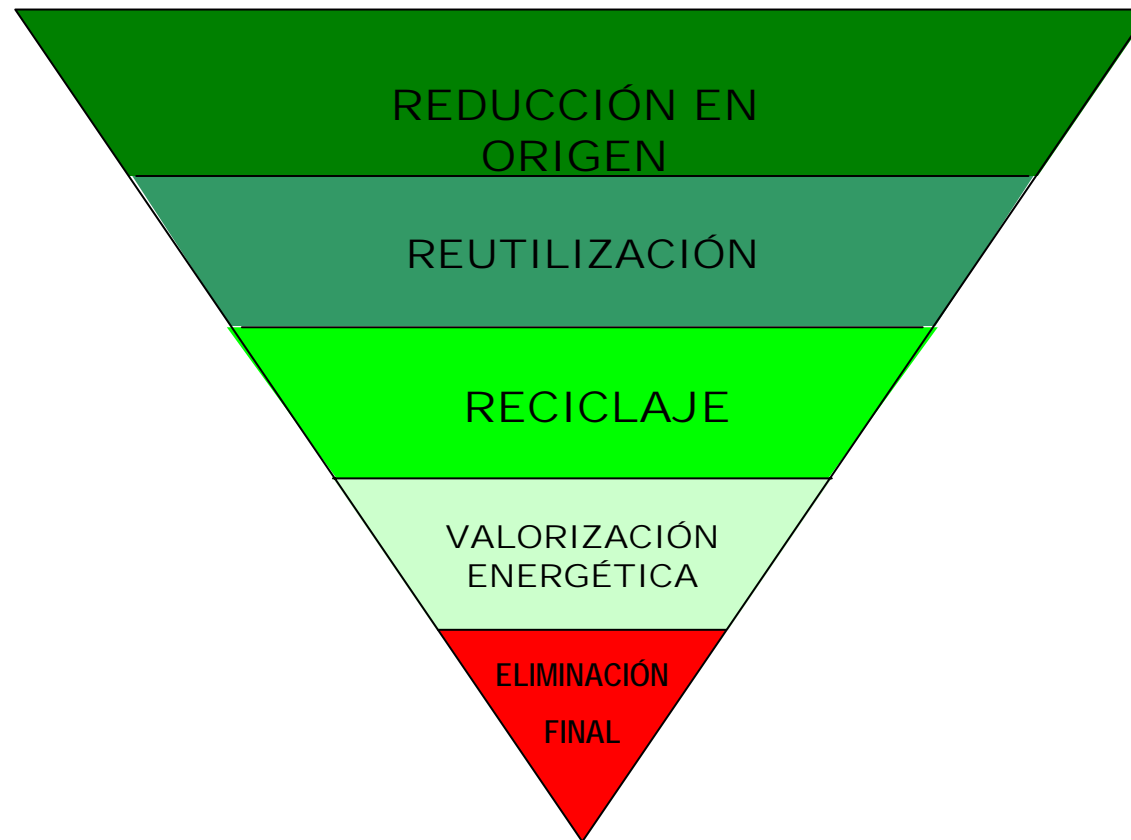 REDUCCIÓN EN
ORIGEN
REUTILIZACIÓN
RECICLAJE
VALORIZACIÓN
ENERGÉTICA
ELIMINACIÓN
FINAL